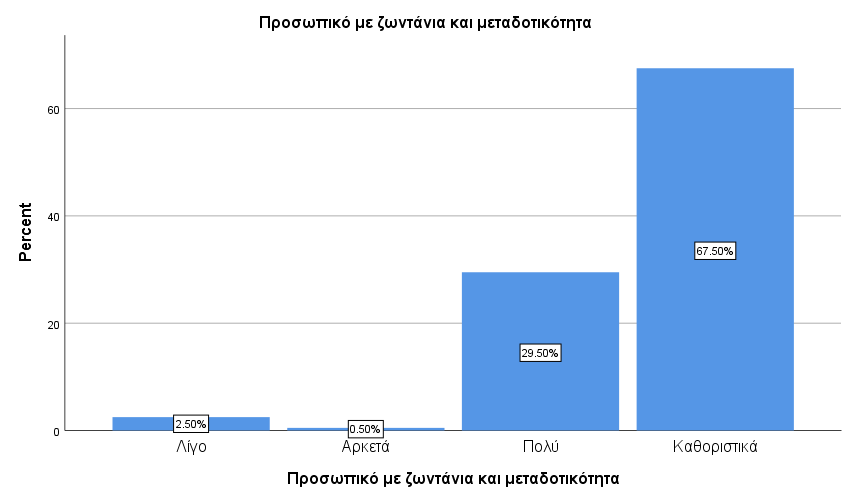 Προσωπικό με ζωντάνια και μεταδοτικότητα
Percent
60
40
20
0
67.50%
29.50%
2.50%
0.50%
Λίγο
Αρκετά
Πολύ
Καθοριστικά
Προσωπικό με ζωντάνια και μεταδοτικότητα